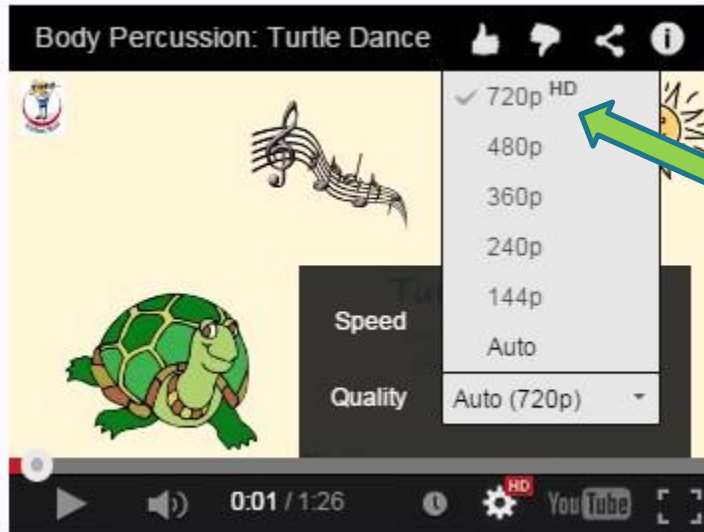 Body Percussion: Turtle Dance
720p HD
480p
360p
240p
144p
Auto
Speed
Quality
Auto (720p)
0:01 / 1:26
HD
YouTube